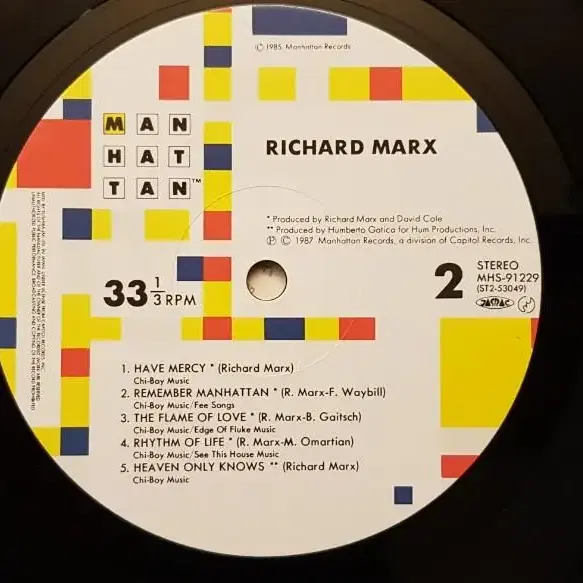 © 1985 Manhattan Records
MAN
HAT
TAN™
RICHARD MARX
* Produced by Richard Marx and David Cole
** Produced by Humberto Gatica for Hum Productions, Inc.
℗ © 1987 Manhattan Records, a division of Capitol Records, Inc.
33 1/3 RPM
2
STEREO
MHS-91229
(ST2-53049)
1. HAVE MERCY * (Richard Marx)
Chi-Boy Music
2. REMEMBER MANHATTAN * (R. Marx-F. Waybill)
Chi-Boy Music/Fee Songs
3. THE FLAME OF LOVE * (R. Marx-B. Gaitsch)
Chi-Boy Music/Edge Of Fluke Music
4. RHYTHM OF LIFE * (R. Marx-M. Omartian)
Chi-Boy Music/See This House Music
5. HEAVEN ONLY KNOWS ** (Richard Marx)
Chi-Boy Music